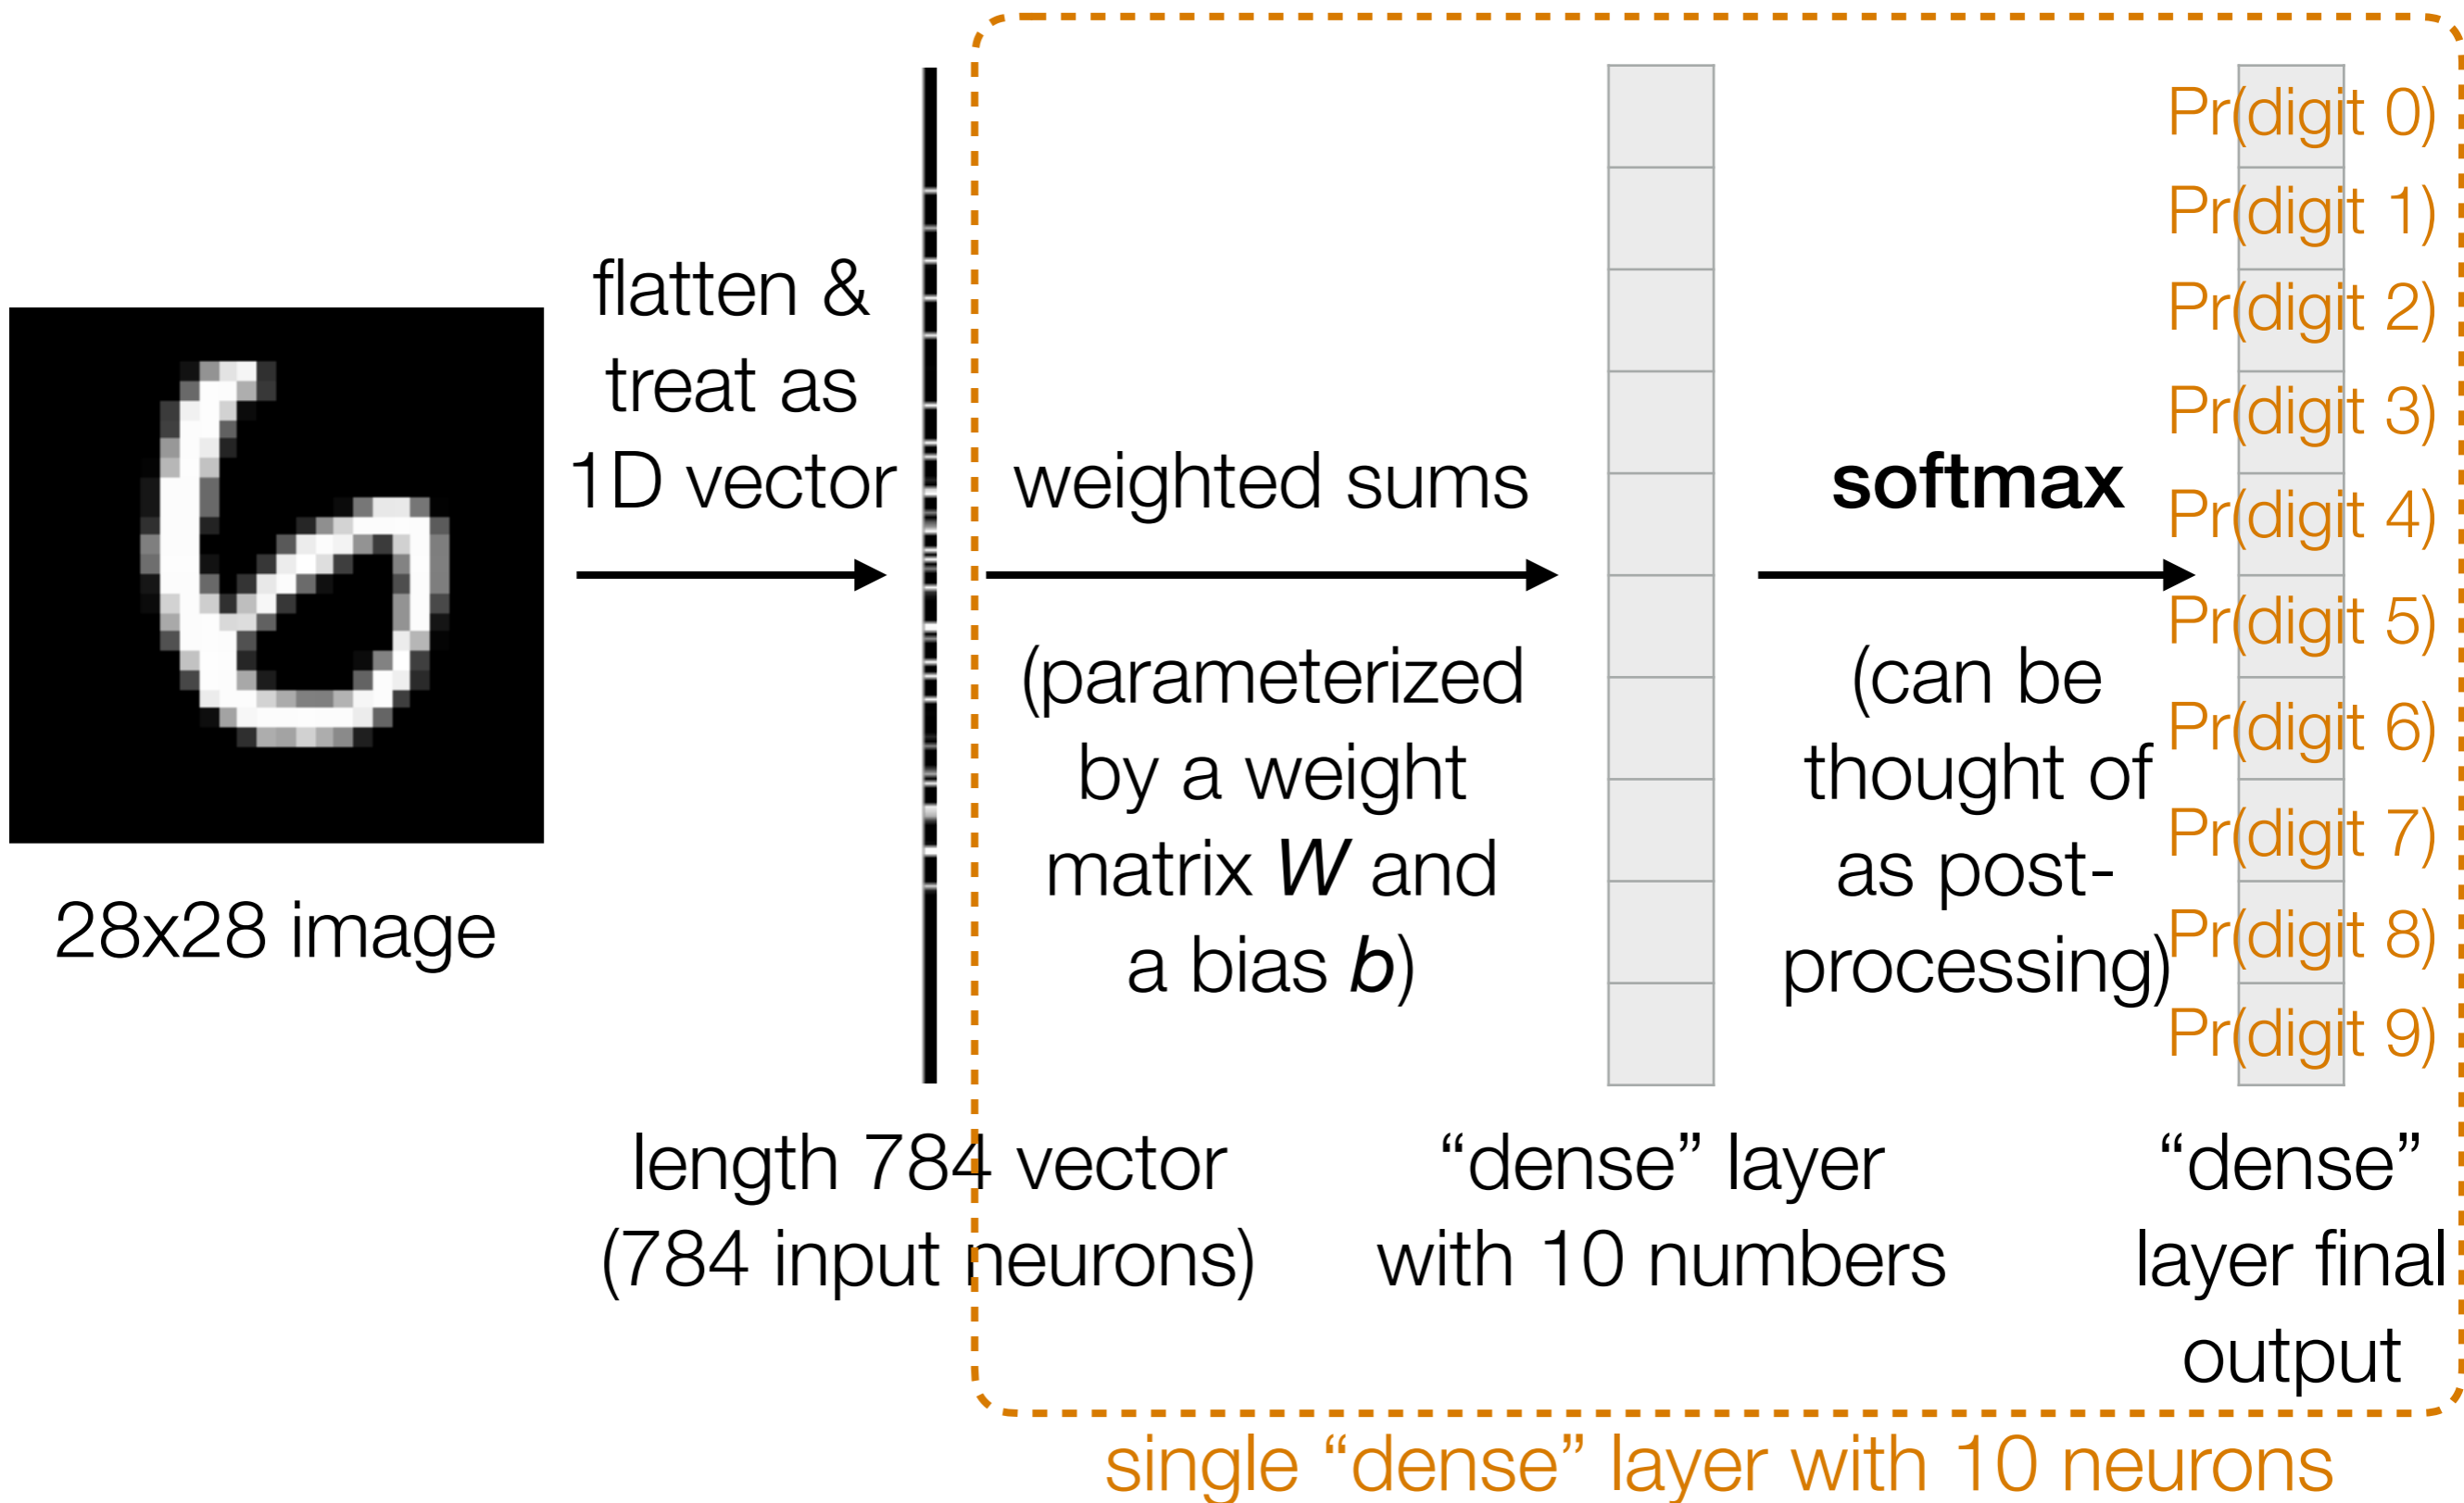 28x28 image
flatten &
treat as
1D vector
length 784 vector
(784 input neurons)
weighted sums
(parameterized
by a weight
matrix W and
a bias b)
“dense” layer
with 10 numbers
softmax
(can be
thought of
as post-
processing)
Pr(digit 0)
Pr(digit 1)
Pr(digit 2)
Pr(digit 3)
Pr(digit 4)
Pr(digit 5)
Pr(digit 6)
Pr(digit 7)
Pr(digit 8)
Pr(digit 9)
“dense”
layer final
output
single “dense” layer with 10 neurons